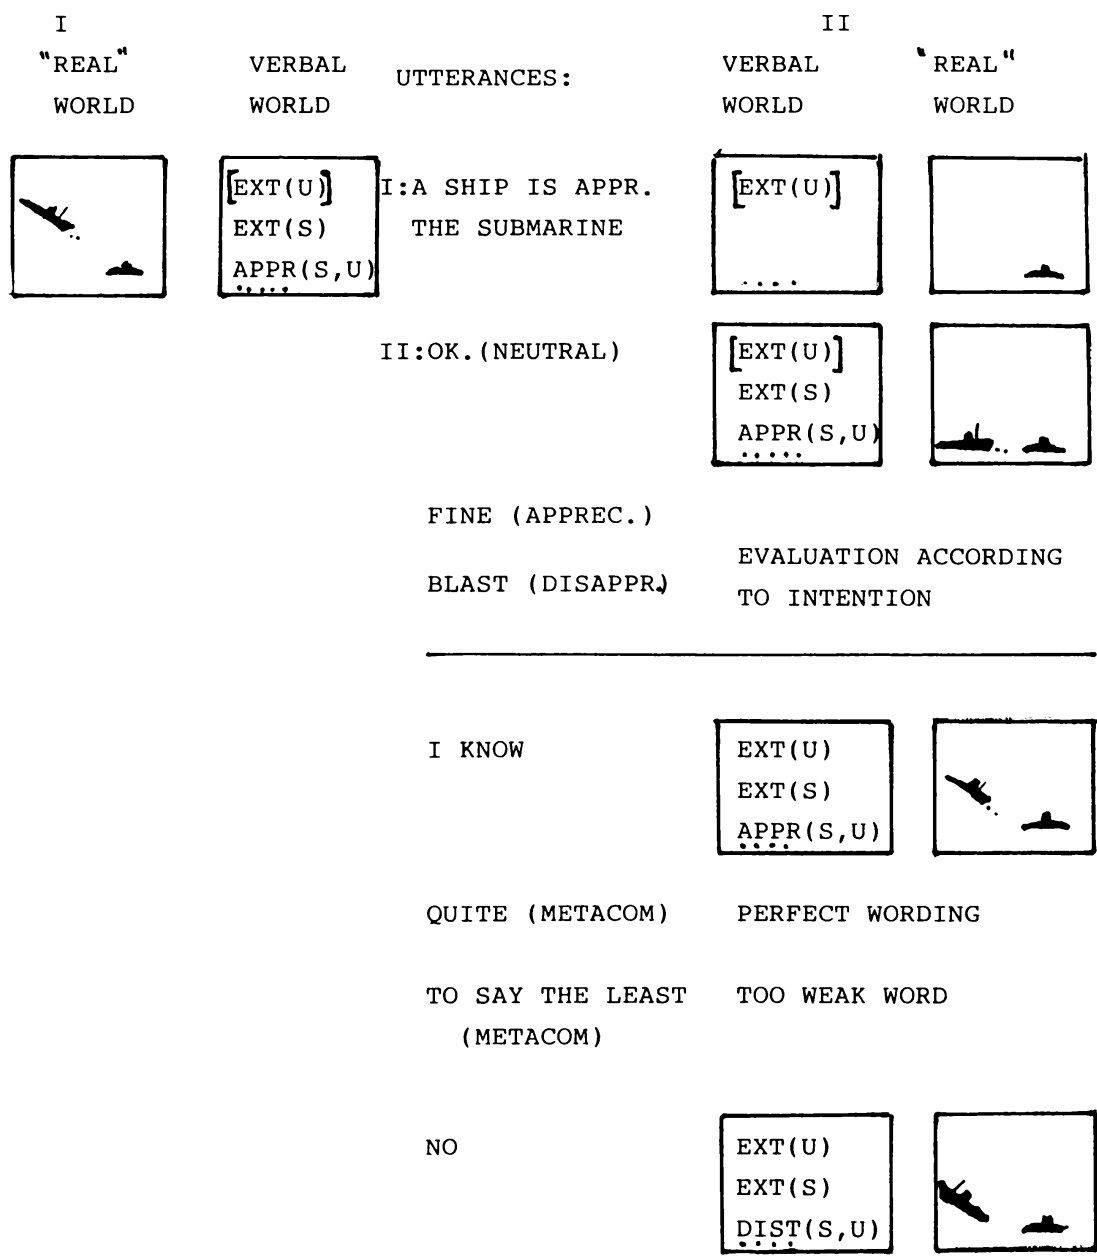 I II
"REAL" VERBAL UTTERANCES: VERBAL "REAL"
WORLD WORLD WORLD WORLD
[EXT(U)] I:A SHIP IS APPR. [EXT(U)]
EXT(S) THE SUBMARINE
APPR(S,U)
..... ....
II:OK.(NEUTRAL) [EXT(U)]
EXT(S)
APPR(S,U)
.....
FINE (APPREC.)
EVALUATION ACCORDING
BLAST (DISAPPR.)
TO INTENTION
I KNOW EXT(U)
EXT(S)
APPR(S,U)
....
QUITE (METACOM) PERFECT WORDING
TO SAY THE LEAST TOO WEAK WORD
(METACOM)
NO EXT(U)
EXT(S)
DIST(S,U)
....